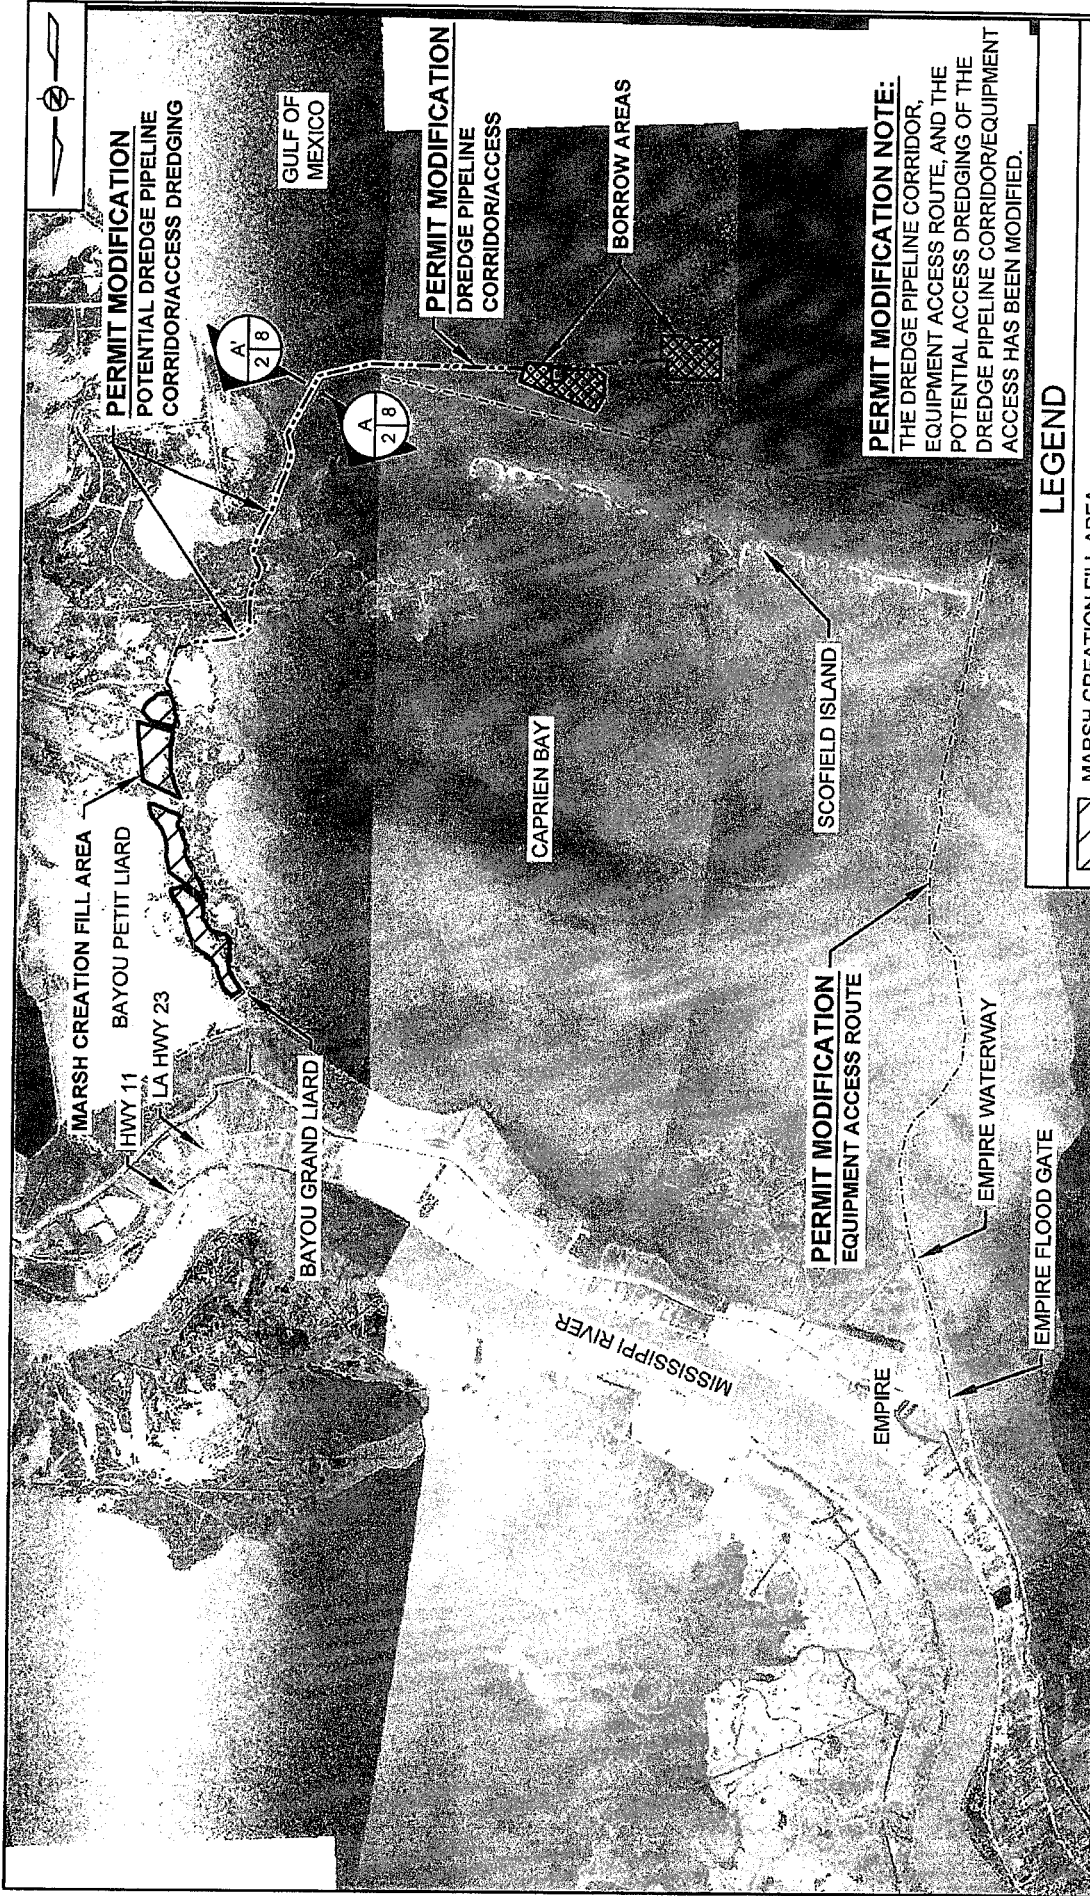 PERMIT MODIFICATION
POTENTIAL DREDGE PIPELINE
CORRIDOR/ACCESS DREDGING
N
GULF OF
MEXICO
A'
2 8
A
2 8
PERMIT MODIFICATION
DREDGE PIPELINE
CORRIDOR/ACCESS
BORROW AREAS
MARSH CREATION FILL AREA
BAYOU PETIT LIARD
HWY 11
LA HWY 23
BAYOU GRAND LIARD
CAPRIEN BAY
SCOFIELD ISLAND
MISSISSIPPI RIVER
PERMIT MODIFICATION
EQUIPMENT ACCESS ROUTE
EMPIRE
EMPIRE WATERWAY
EMPIRE FLOOD GATE
PERMIT MODIFICATION NOTE:
THE DREDGE PIPELINE CORRIDOR,
EQUIPMENT ACCESS ROUTE, AND THE
POTENTIAL ACCESS DREDGING OF THE
DREDGE PIPELINE CORRIDOR/EQUIPMENT
ACCESS HAS BEEN MODIFIED.
LEGEND
MARSH CREATION FILL AREA